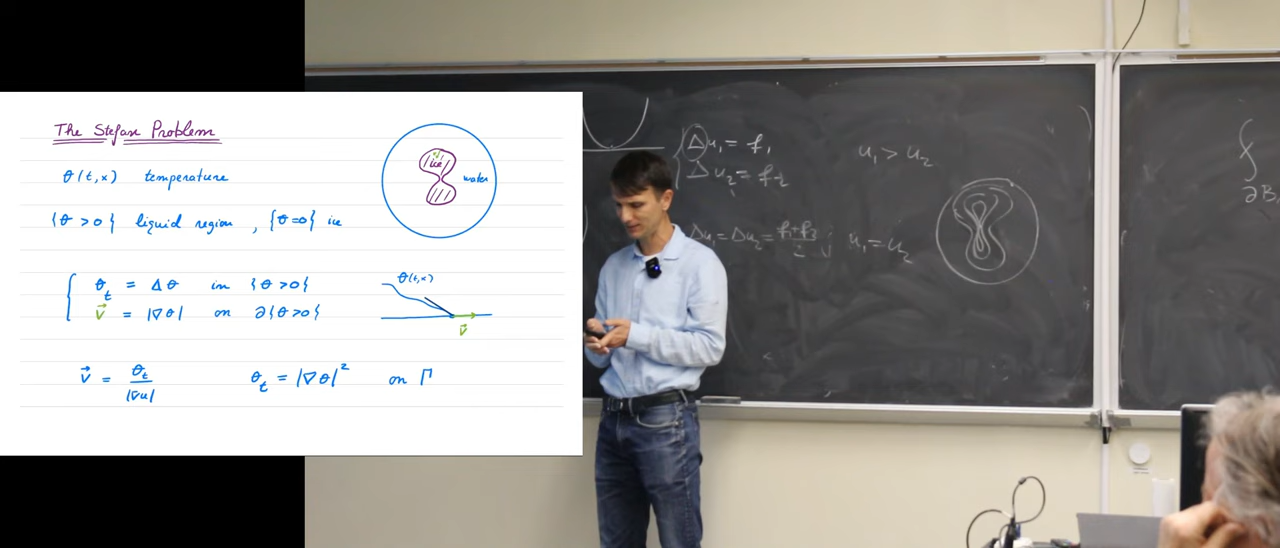 The Stefan Problem
θ(t,x) temperature
{θ>0} liquid region , {θ=0} ice
ice
water
θ_t = Δθ in {θ>0}
V⃗ = |∇θ| on ∂{θ>0}
θ(t,x)
V⃗
V⃗ = θ_t / |∇u|
θ_t = |∇θ|² on Γ
Δu₁ = f₁
Δu₂ = f₂
u₁ > u₂
Δu₁ = Δu₂ = (f₁+f₂)/2
u₁ = u₂